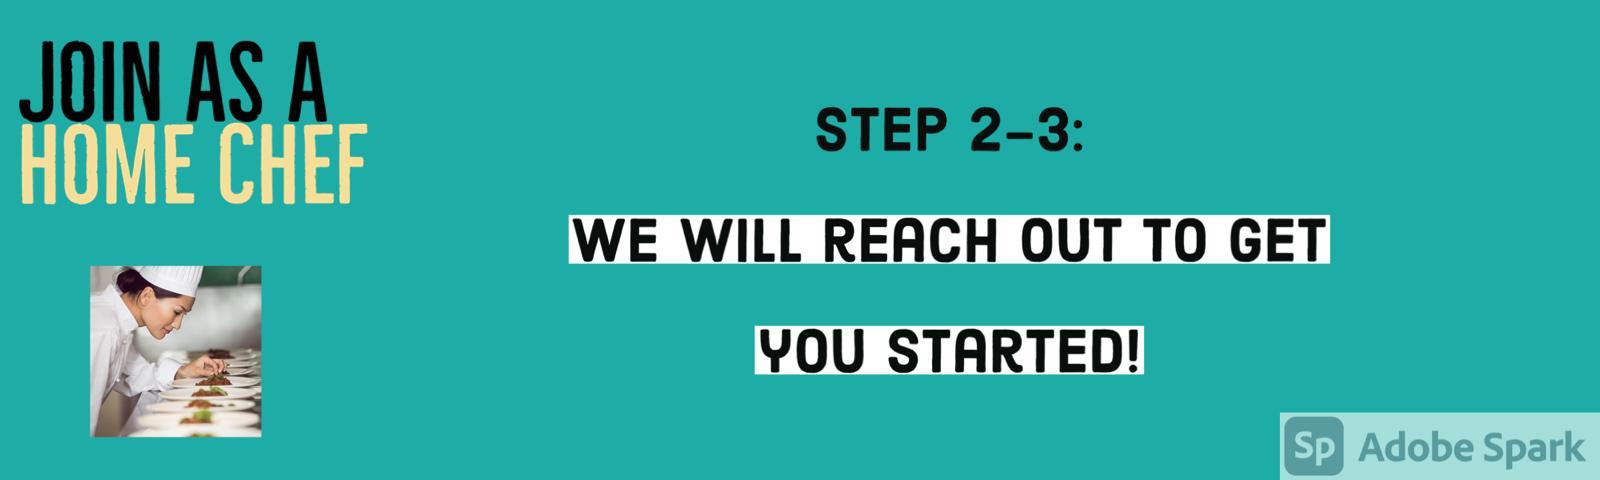 JOIN AS A
HOME CHEF
STEP 2-3:
WE WILL REACH OUT TO GET
YOU STARTED!
Sp Adobe Spark